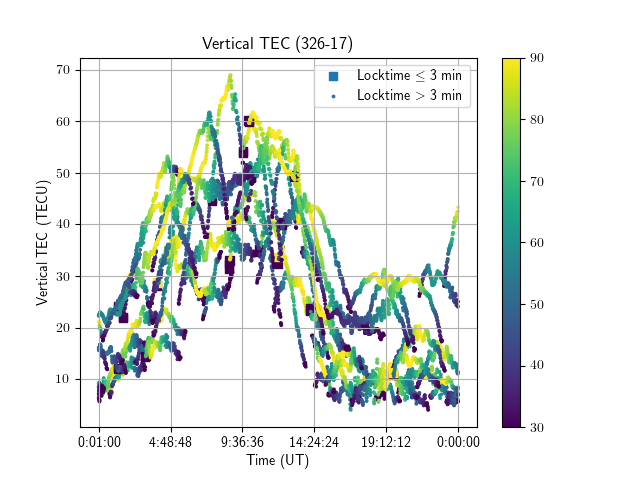 Vertical TEC (326-17)
Locktime ≤ 3 min
Locktime > 3 min
Vertical TEC (TECU)
70
60
50
40
30
20
10
0:01:00 4:48:48 9:36:36 14:24:24 19:12:12 0:00:00
Time (UT)
90
80
70
60
50
40
30